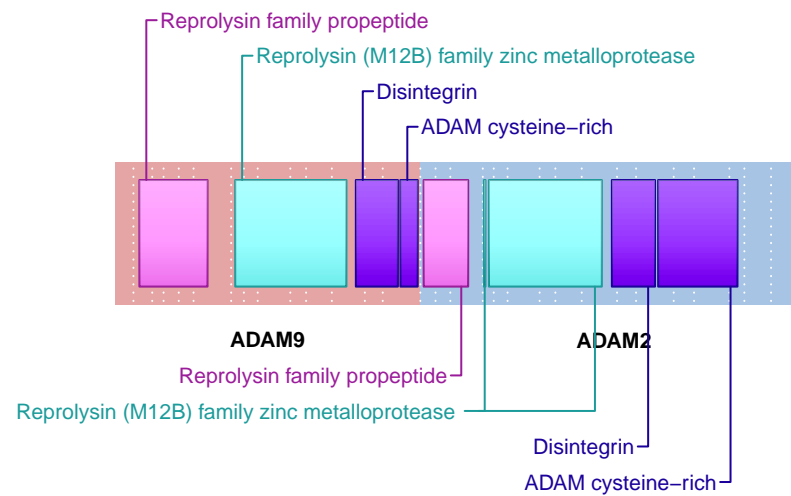 Reprolysin family propeptide
Reprolysin (M12B) family zinc metalloprotease
Disintegrin
ADAM cysteine−rich
ADAM9
ADAM2
Reprolysin family propeptide
Reprolysin (M12B) family zinc metalloprotease
Disintegrin
ADAM cysteine−rich